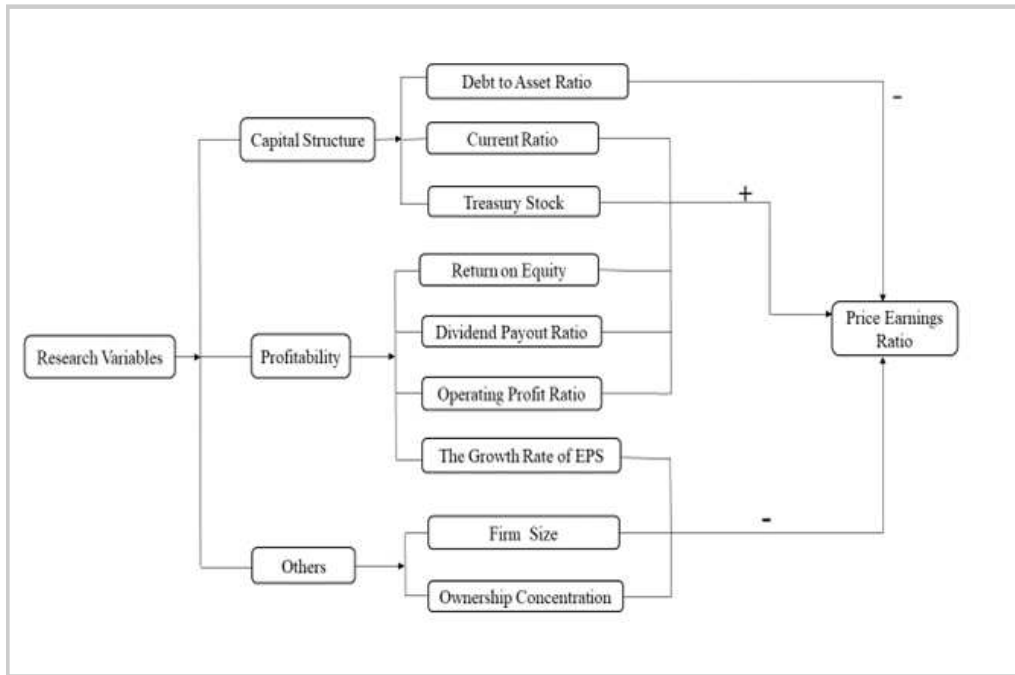 Debt to Asset Ratio
-
Capital Structure
Current Ratio
Treasury Stock
+
Return on Equity
Price Earnings
Ratio
Dividend Payout Ratio
Research Variables
Profitability
Operating Profit Ratio
The Growth Rate of EPS
Firm Size
-
Others
Ownership Concentration